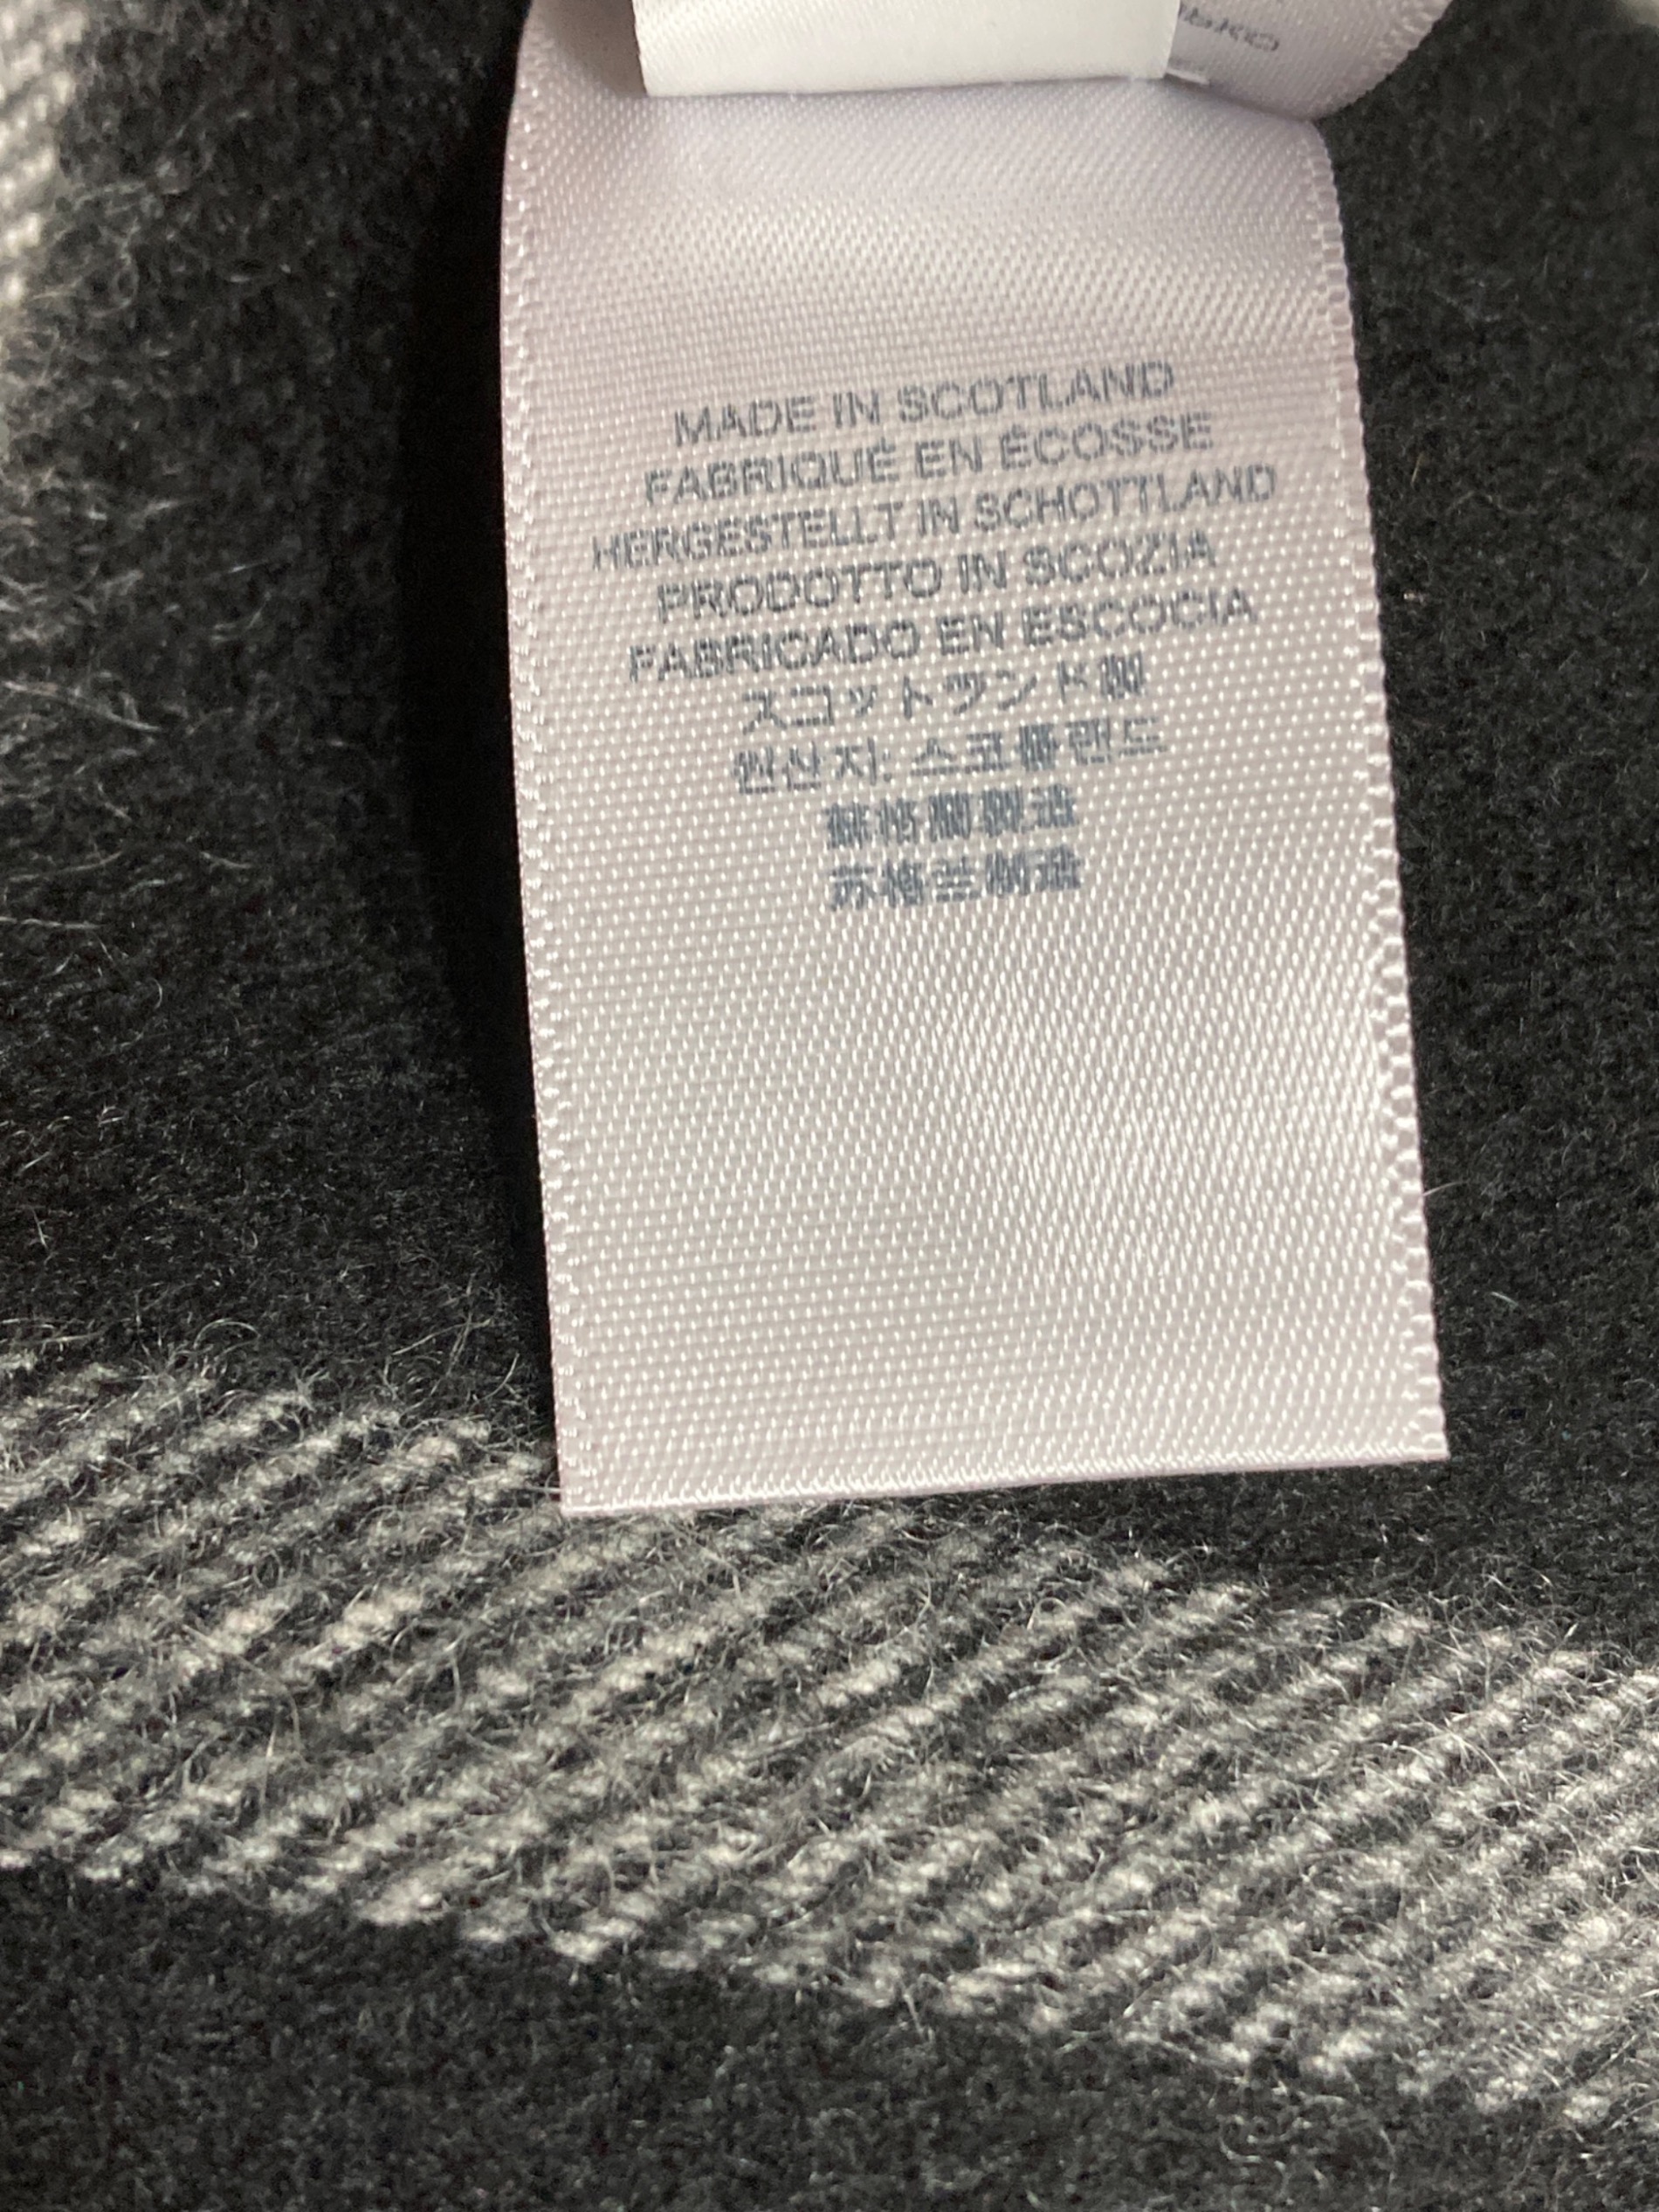 MADE IN SCOTLAND
FABRIQUÉ EN ÉCOSSE
HERGESTELLT IN SCHOTTLAND
PRODOTTO IN SCOZIA
FABRICADO EN ESCOCIA
スコットランド製
원산지: 스코틀랜드
蘇格蘭製造
苏格兰制造